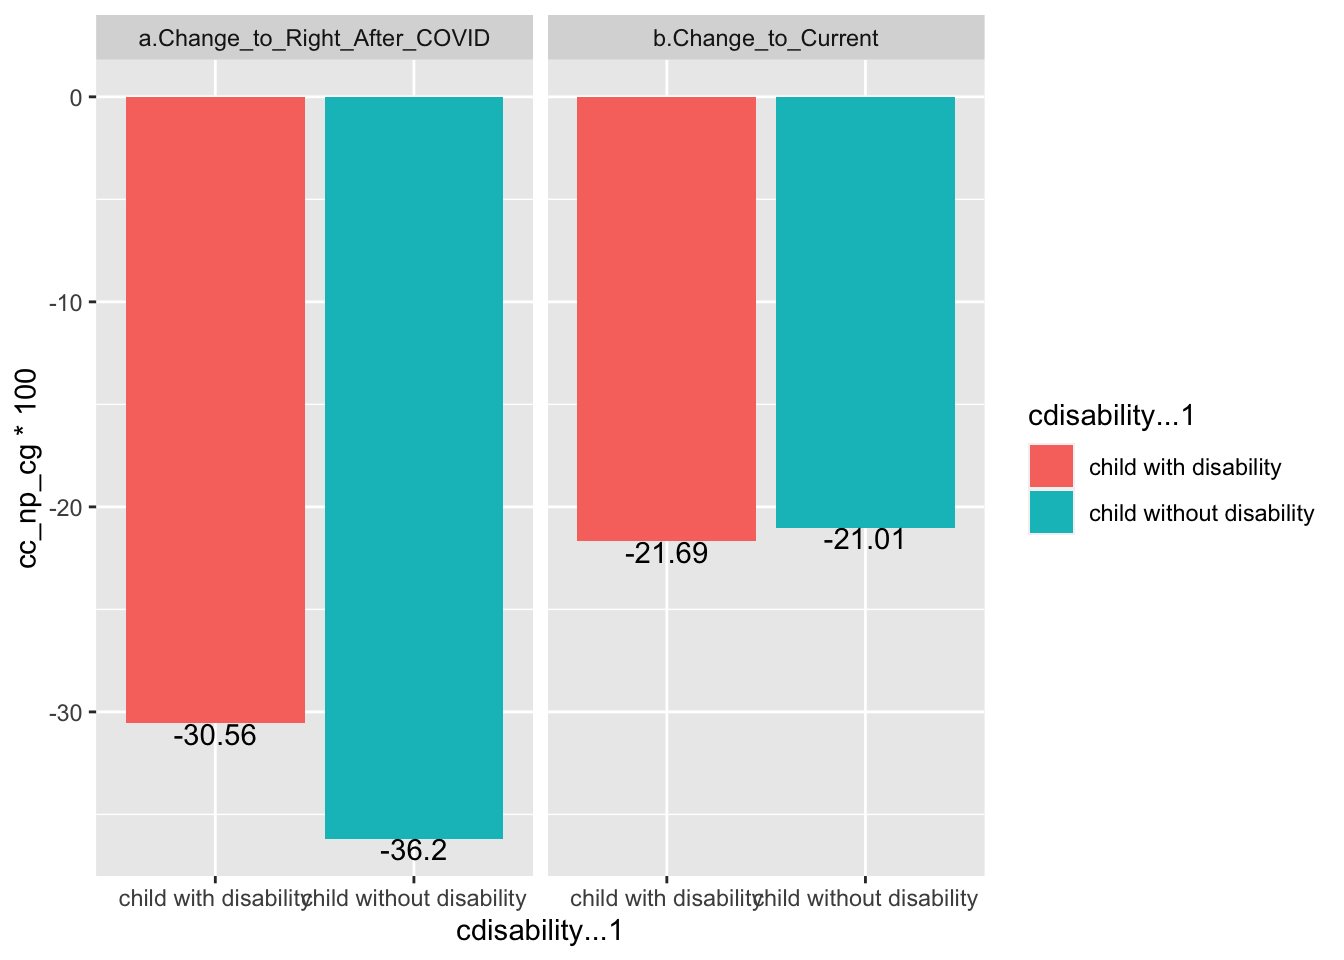 a.Change_to_Right_After_COVID
b.Change_to_Current
cc_np_cg * 100
0
-10
-20
-30
-30.56
-36.2
-21.69
-21.01
child with disability
child without disability
child with disability
child without disability
cdisability...1
cdisability...1
child with disability
child without disability